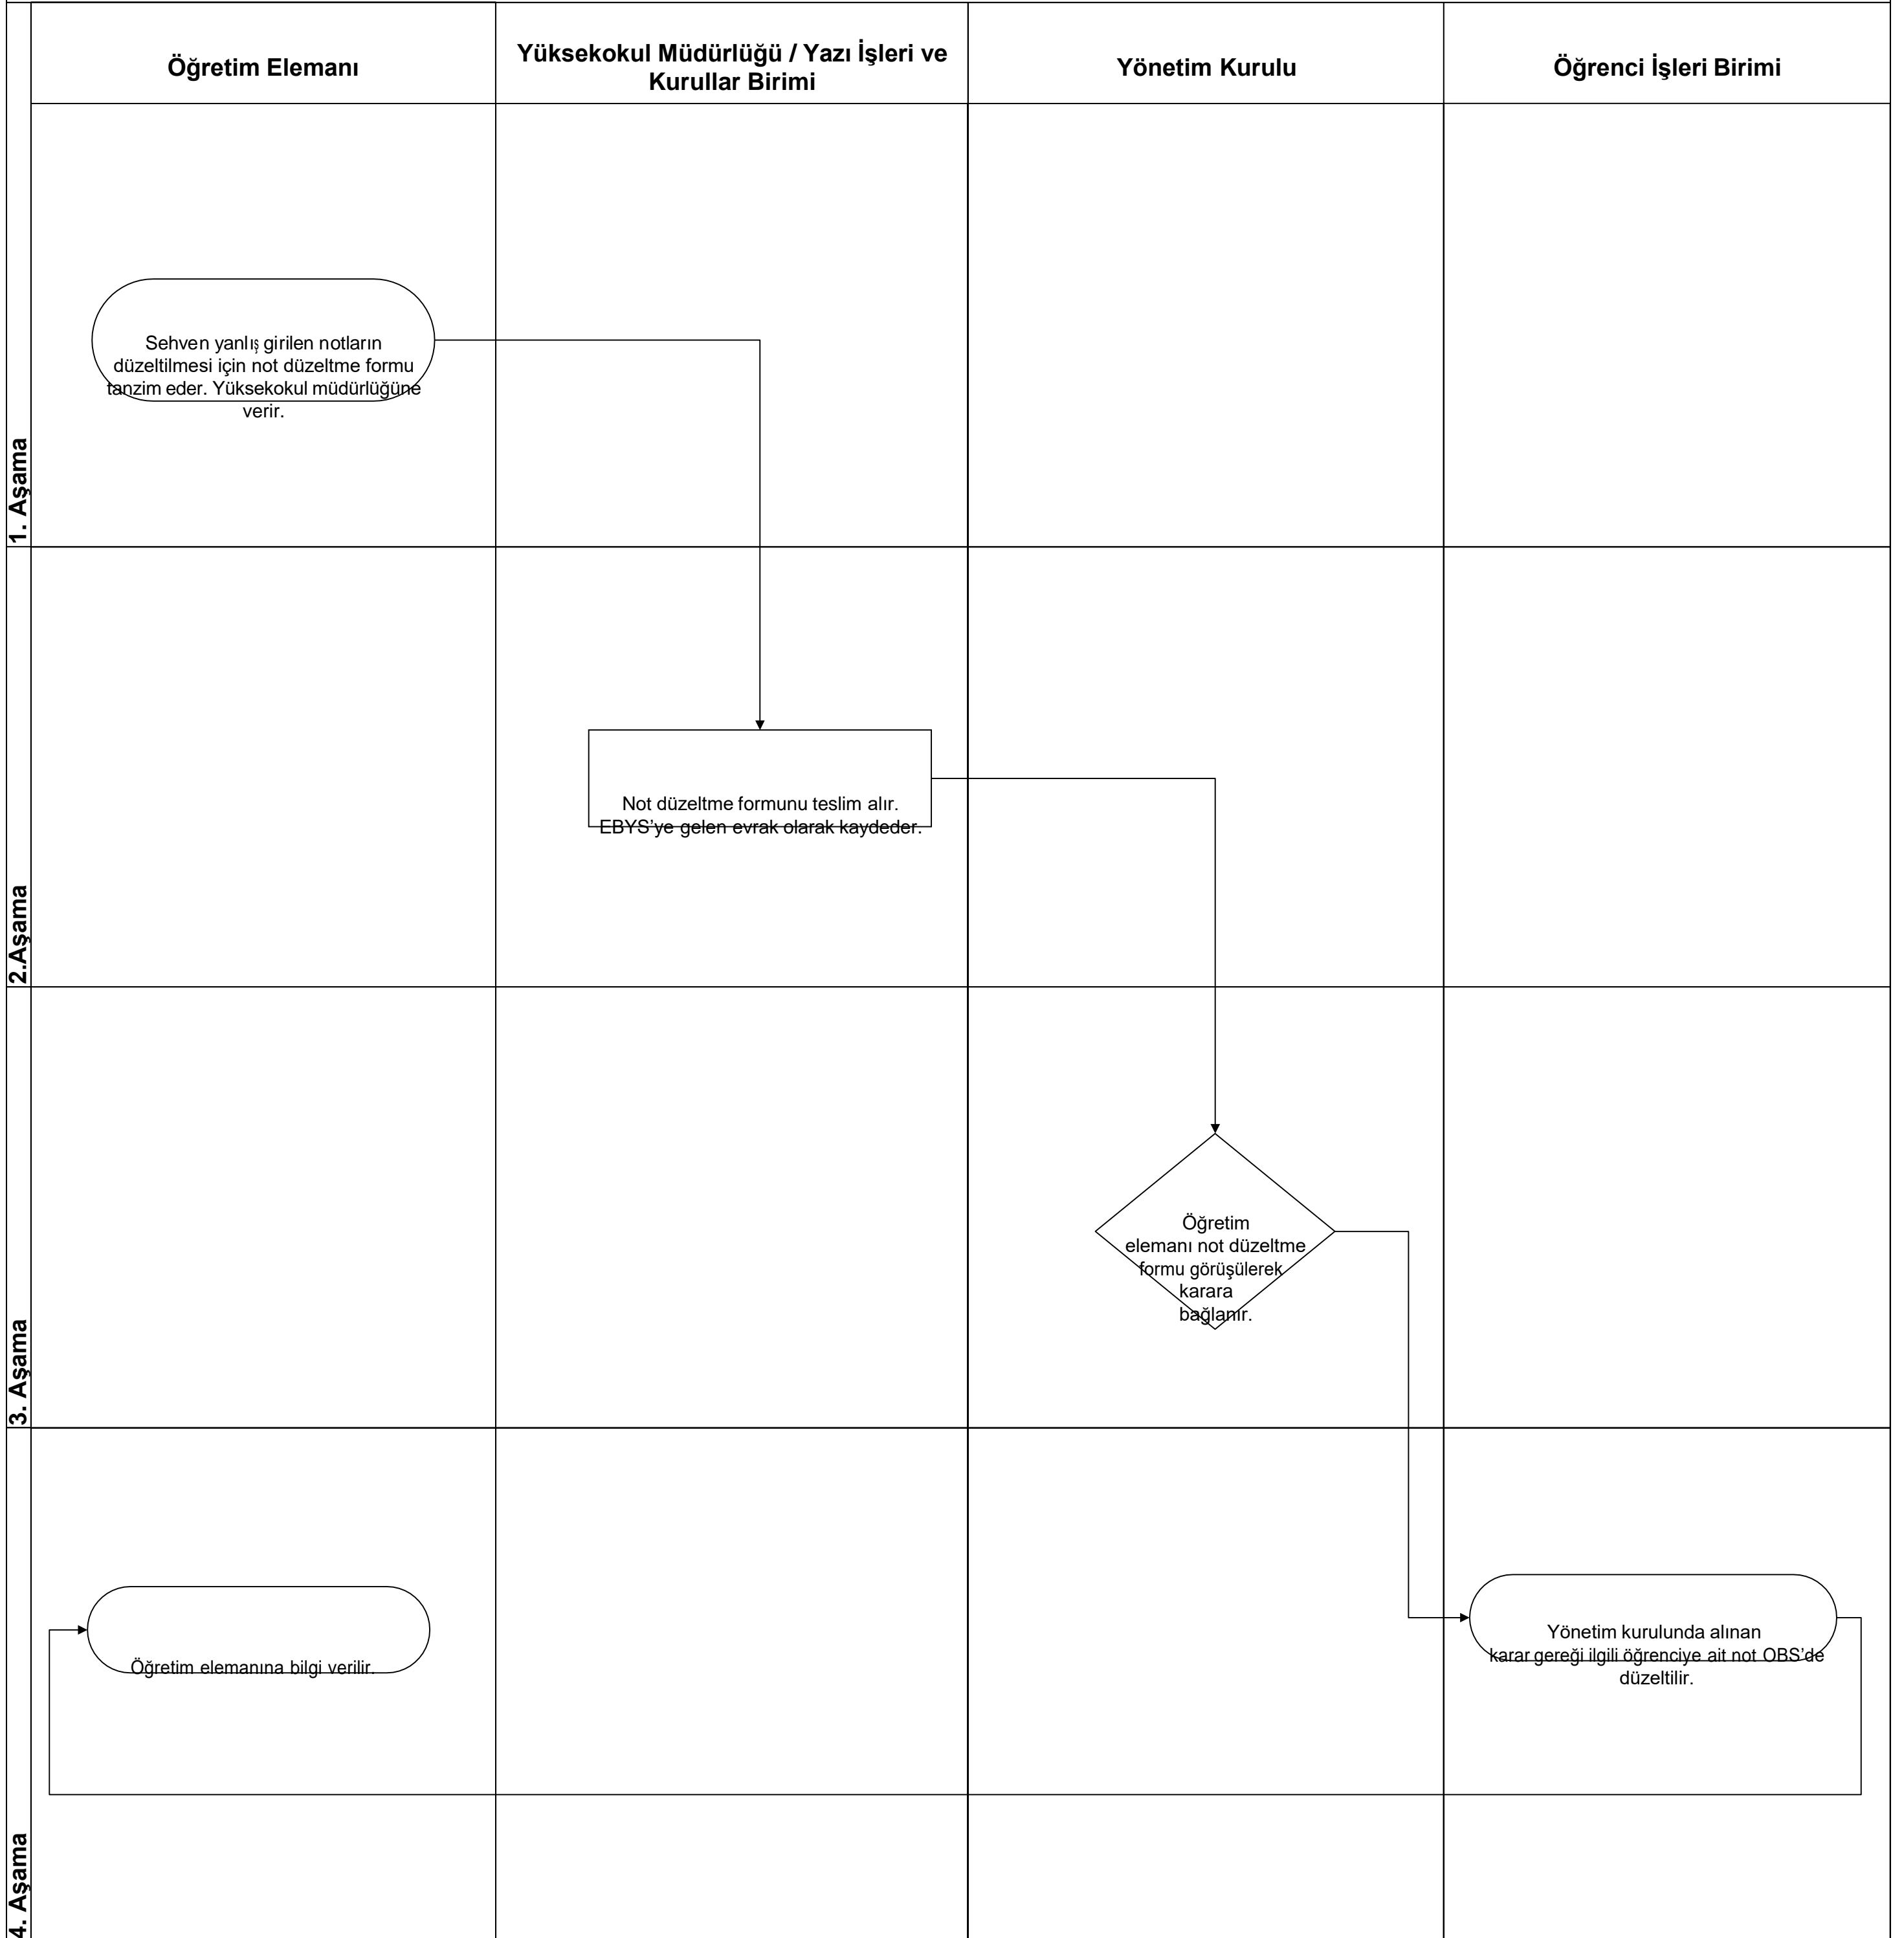 Öğretim Elemanı
Yüksekokul Müdürlüğü / Yazı İşleri ve
Kurullar Birimi
Yönetim Kurulu
Öğrenci İşleri Birimi
1. Aşama
Sehven yanlış girilen notların
düzeltilmesi için not düzeltme formu
tanzim eder. Yüksekokul müdürlüğüne
verir.
2.Aşama
Not düzeltme formunu teslim alır.
EBYS’ye gelen evrak olarak kaydeder.
3. Aşama
Öğretim
elemanı not düzeltme
formu görüşülerek
karara
bağlanır.
4. Aşama
Öğretim elemanına bilgi verilir.
Yönetim kurulunda alınan
karar gereği ilgili öğrenciye ait not OBS’de
düzeltilir.